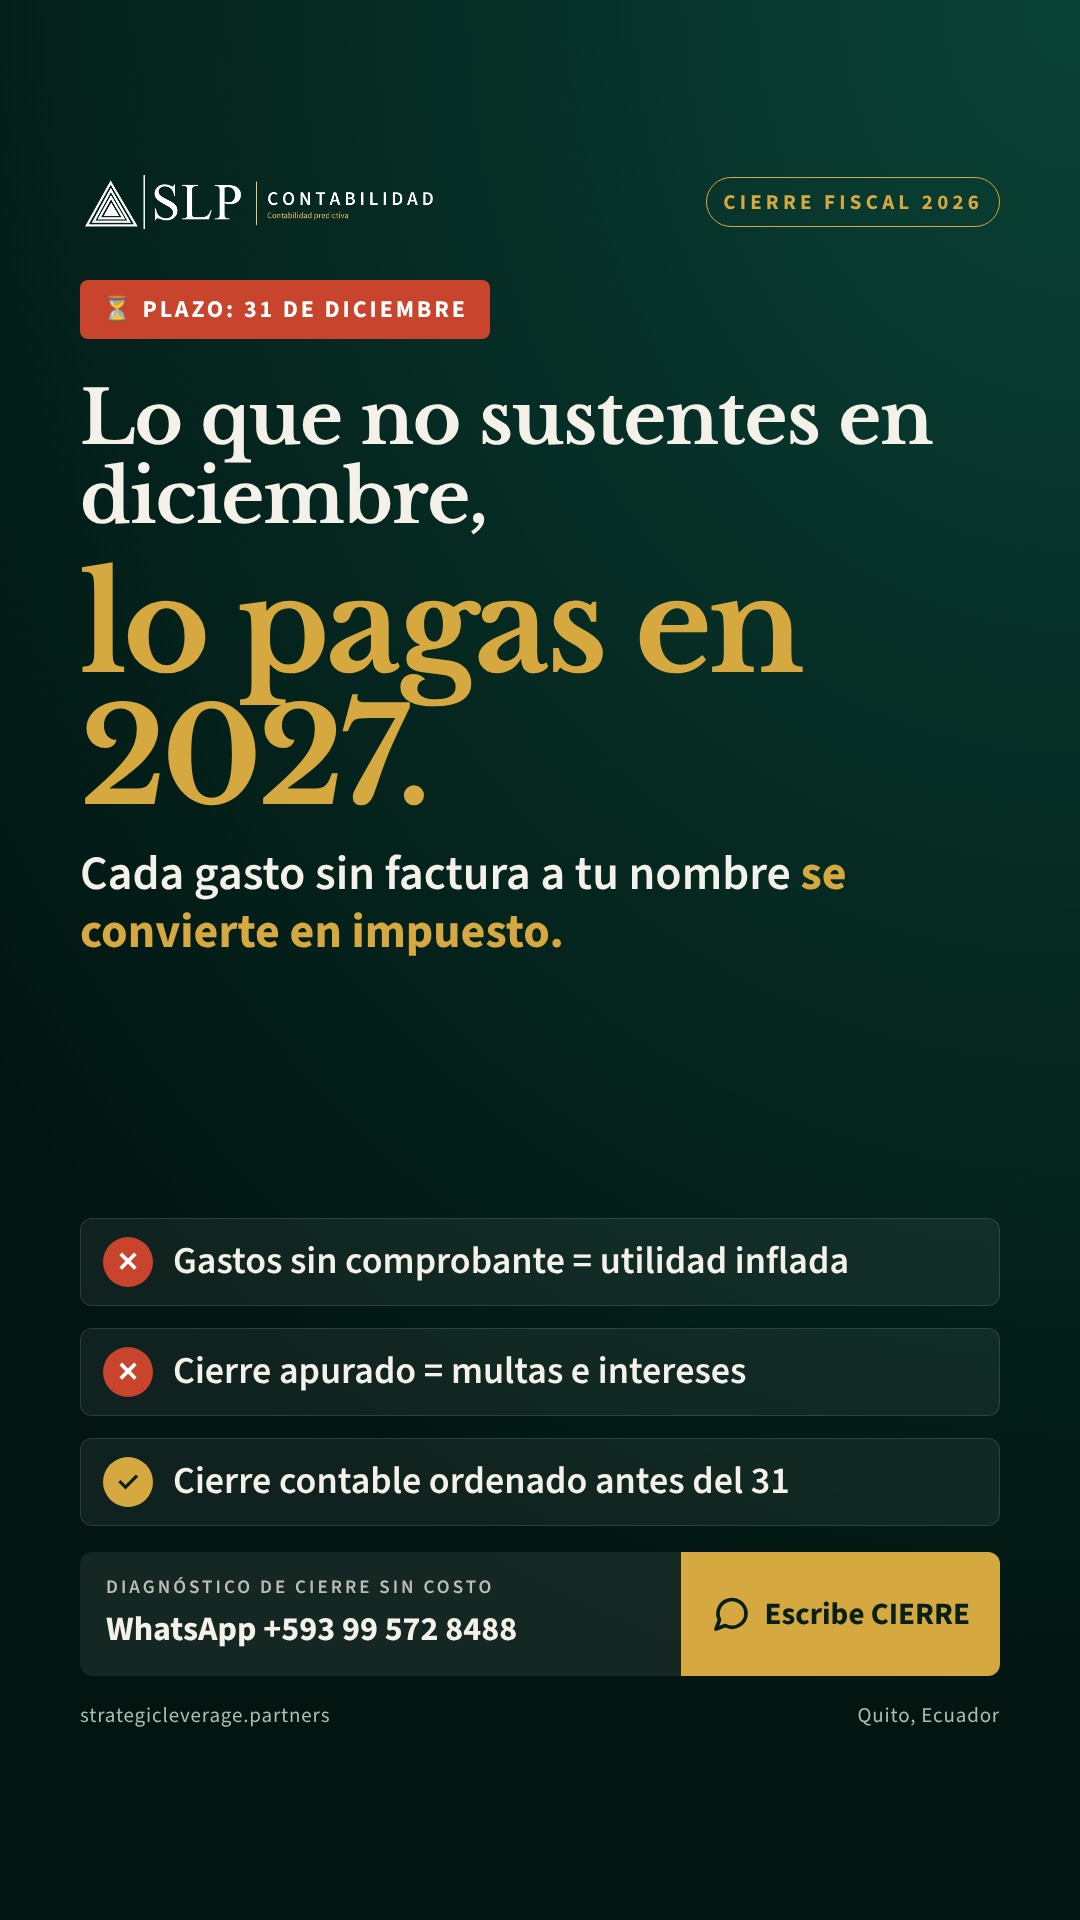 SLP CONTABILIDAD
Contabilidad predictiva
CIERRE FISCAL 2026
⏳ PLAZO: 31 DE DICIEMBRE
Lo que no sustentes en
diciembre,
lo pagas en
2027.
Cada gasto sin factura a tu nombre se
convierte en impuesto.
Gastos sin comprobante = utilidad inflada
Cierre apurado = multas e intereses
Cierre contable ordenado antes del 31
DIAGNÓSTICO DE CIERRE SIN COSTO
WhatsApp +593 99 572 8488
Escribe CIERRE
strategicleverage.partners
Quito, Ecuador